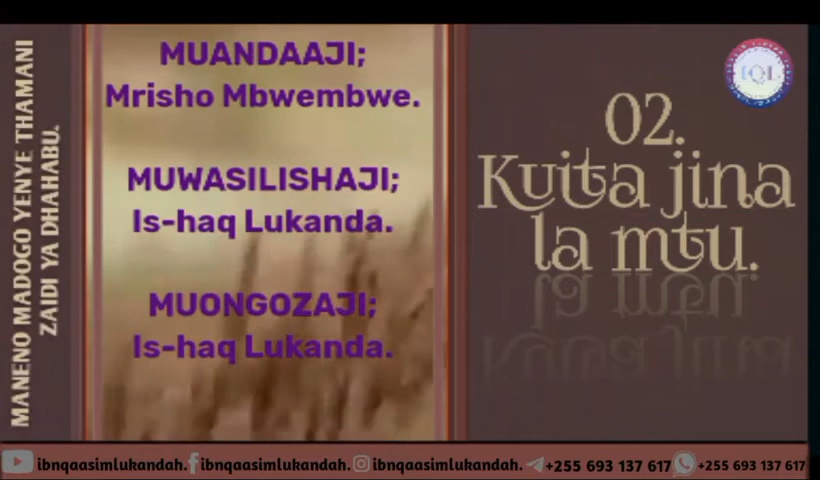 MANENO MADOGO YENYE THAMANI
ZAIDI YA DHAHABU.
MUANDAAJI;
Mrisho Mbwembwe.
MUWASILISHAJI;
Is-haq Lukanda.
MUONGOZAJI;
Is-haq Lukanda.
IQL
02.
Kuita jina
la mtu.
ibnqaasimlukandah. ibnqaasimlukandah. ibnqaasimlukandah. +255 693 137 617 +255 693 137 617